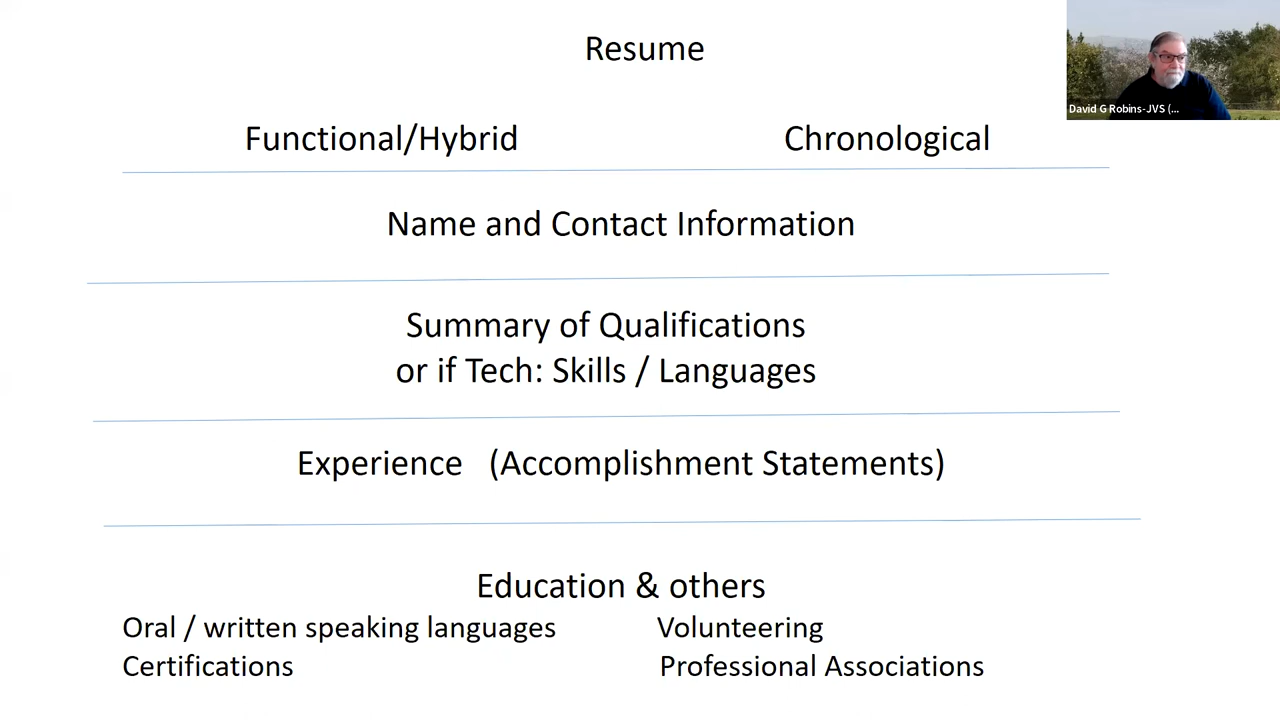 Resume
David G Robins-JVS (...
Functional/Hybrid Chronological
Name and Contact Information
Summary of Qualifications
or if Tech: Skills / Languages
Experience (Accomplishment Statements)
Education & others
Oral / written speaking languages Volunteering
Certifications Professional Associations